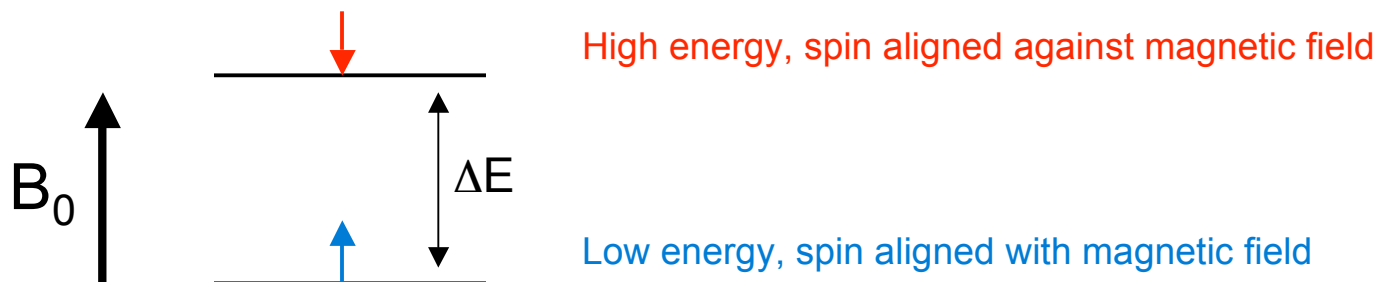 High energy, spin aligned against magnetic field
B₀
ΔE
Low energy, spin aligned with magnetic field